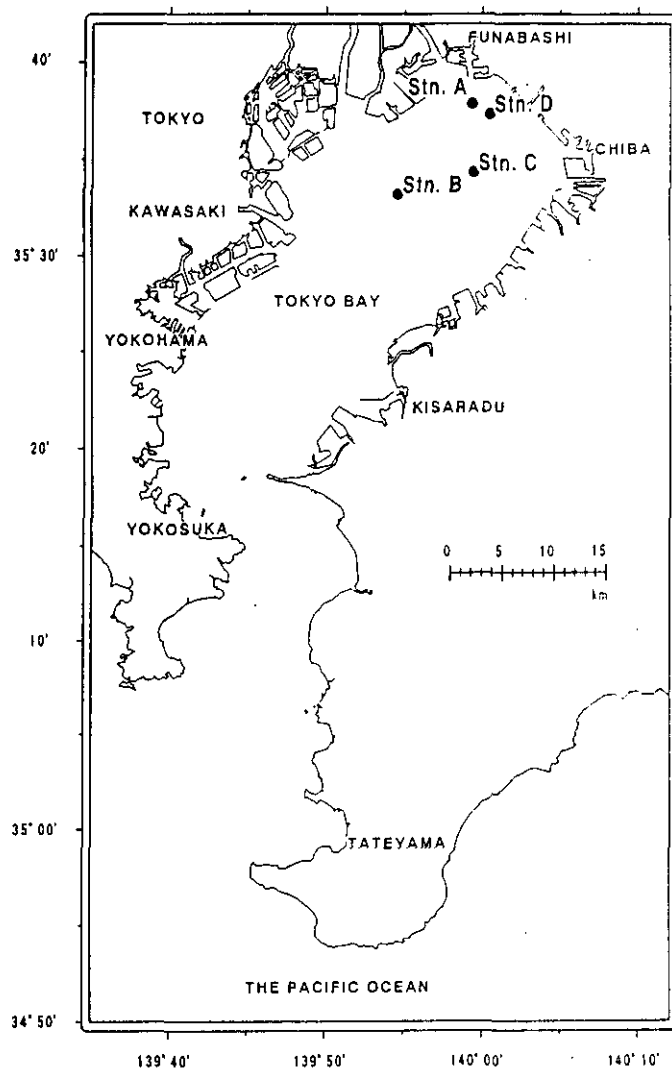 FUNABASHI
40'
Stn. A
Stn. D
TOKYO
CHIBA
Stn. C
Stn. B
KAWASAKI
35° 30'
TOKYO BAY
YOKOHAMA
KISARADU
20'
YOKOSUKA
0 5 10 15
km
10'
35° 00'
TATEYAMA
THE PACIFIC OCEAN
34° 50'
139° 40' 139° 50' 140° 00' 140° 10'